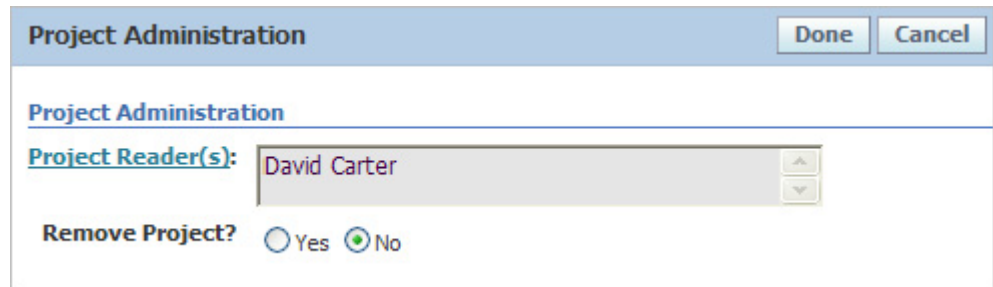 Project Administration Done Cancel
Project Administration
Project Reader(s): David Carter
Remove Project? Yes No